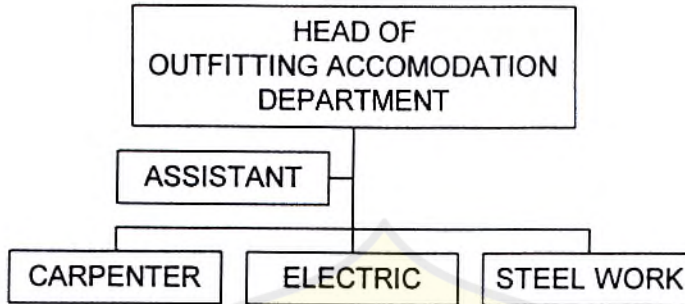 HEAD OF
OUTFITTING ACCOMODATION
DEPARTMENT
ASSISTANT
CARPENTER
ELECTRIC
STEEL WORK